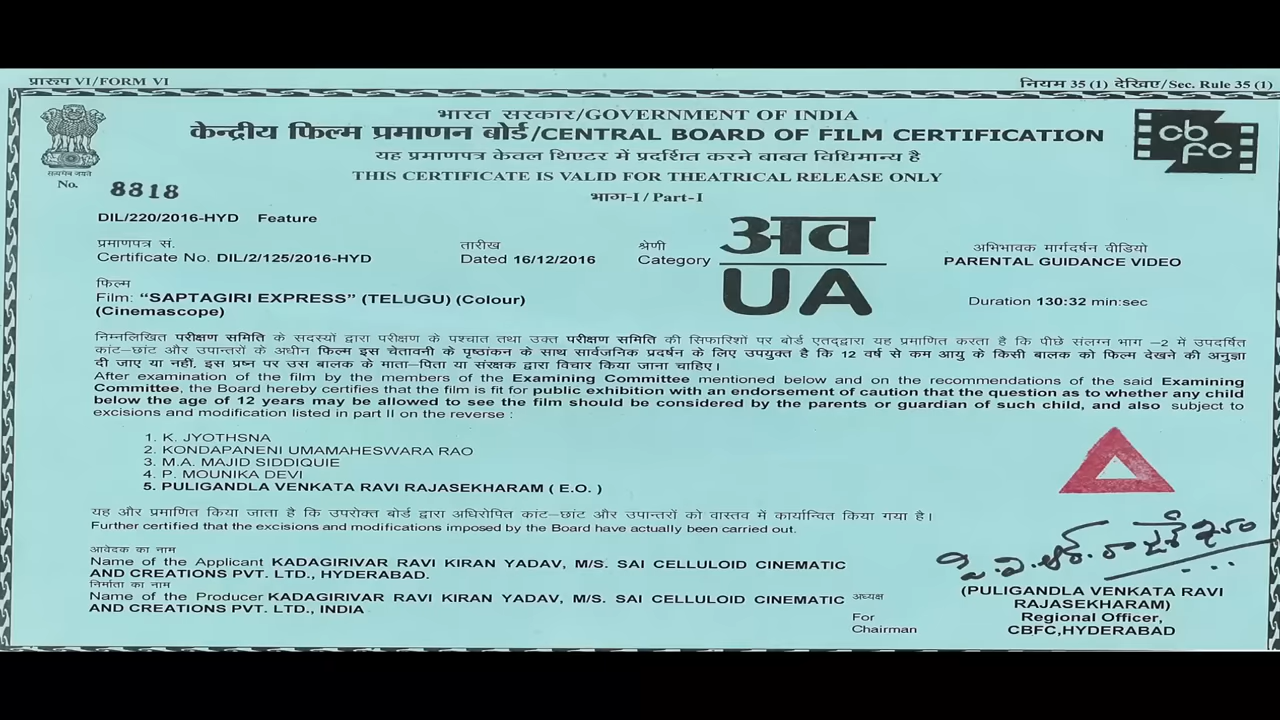 प्रारूप VI/FORM VI
नियम 35 (1) देखिए/Sec. Rule 35 (1)
भारत सरकार/GOVERNMENT OF INDIA
केन्द्रीय फिल्म प्रमाणन बोर्ड/CENTRAL BOARD OF FILM CERTIFICATION
cb
fc
यह प्रमाणपत्र केवल थिएटर में प्रदर्शित करने बाबत विधिमान्य है
सत्यमेव जयते
THIS CERTIFICATE IS VALID FOR THEATRICAL RELEASE ONLY
No. 8818
भाग-I / Part-I
DIL/220/2016-HYD Feature
प्रमाणपत्र सं. तारीख श्रेणी अव अभिभावक मार्गदर्शन वीडियो
Certificate No. DIL/2/125/2016-HYD Dated 16/12/2016 Category UA PARENTAL GUIDANCE VIDEO
फिल्म
Film: “SAPTAGIRI EXPRESS” (TELUGU) (Colour) Duration 130:32 min:sec
(Cinemascope)
निम्नलिखित परीक्षण समिति के सदस्यों द्वारा परीक्षण के पश्चात तथा उक्त परीक्षण समिति की सिफारिशों पर बोर्ड एतद्द्वारा यह प्रमाणित करता है कि पीछे संलग्न भाग -2 में उपदर्षित
कांट-छांट और उपान्तरों के अधीन फिल्म इस चेतावनी के पृष्ठांकन के साथ सार्वजनिक प्रदर्षन के लिए उपयुक्त है कि 12 वर्ष से कम आयु के किसी बालक को फिल्म देखने की अनुज्ञा
दी जाए या नहीं, इस प्रष्न पर उस बालक के माता-पिता या संरक्षक द्वारा विचार किया जाना चाहिए।
After examination of the film by the members of the Examining Committee mentioned below and on the recommendations of the said Examining
Committee, the Board hereby certifies that the film is fit for public exhibition with an endorsement of caution that the question as to whether any child
below the age of 12 years may be allowed to see the film should be considered by the parents or guardian of such child, and also subject to
excisions and modification listed in part II on the reverse :
1. K. JYOTHSNA
2. KONDAPANENI UMAMAHESWARA RAO
3. M.A. MAJID SIDDIQUIE
4. P. MOUNIKA DEVI
5. PULIGANDLA VENKATA RAVI RAJASEKHARAM ( E.O. )
यह और प्रमाणित किया जाता है कि उपरोक्त बोर्ड द्वारा अधिरोपित कांट-छांट और उपान्तरों को वास्तव में कार्यान्वित किया गया है।
Further certified that the excisions and modifications imposed by the Board have actually been carried out.
आवेदक का नाम
Name of the Applicant KADAGIRIVAR RAVI KIRAN YADAV, M/S. SAI CELLULOID CINEMATIC
AND CREATIONS PVT. LTD., HYDERABAD.
निर्माता का नाम
Name of the Producer KADAGIRIVAR RAVI KIRAN YADAV, M/S. SAI CELLULOID CINEMATIC
AND CREATIONS PVT. LTD., INDIA
अध्यक्ष
For
Chairman
(PULIGANDLA VENKATA RAVI
RAJASEKHARAM)
Regional Officer,
CBFC,HYDERABAD